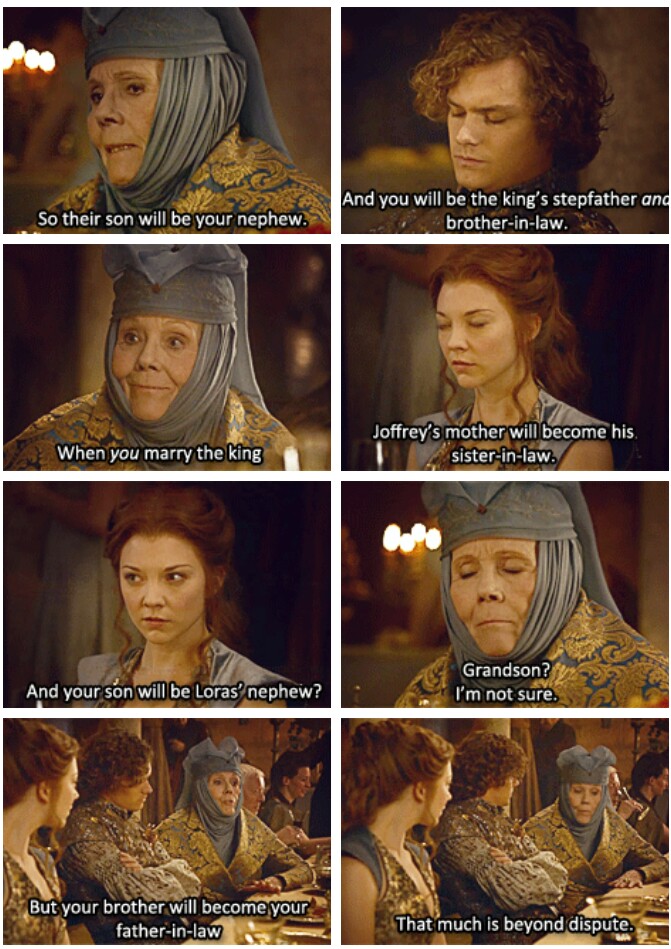 So their son will be your nephew.
And you will be the king's stepfather and
brother-in-law.
When you marry the king
Joffrey's mother will become his
sister-in-law.
And your son will be Loras' nephew?
Grandson?
I'm not sure.
But your brother will become your
father-in-law
That much is beyond dispute.